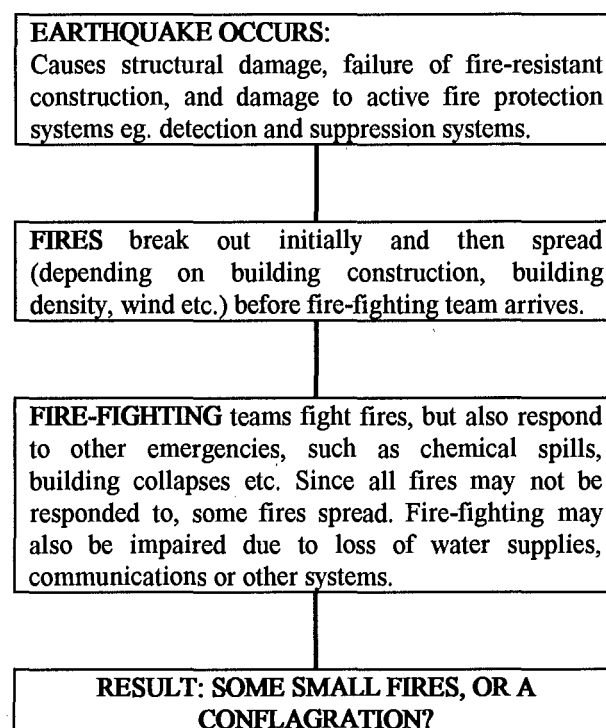 EARTHQUAKE OCCURS:
Causes structural damage, failure of fire-resistant
construction, and damage to active fire protection
systems eg. detection and suppression systems.
FIRES break out initially and then spread
(depending on building construction, building
density, wind etc.) before fire-fighting team arrives.
FIRE-FIGHTING teams fight fires, but also respond
to other emergencies, such as chemical spills,
building collapses etc. Since all fires may not be
responded to, some fires spread. Fire-fighting may
also be impaired due to loss of water supplies,
communications or other systems.
RESULT: SOME SMALL FIRES, OR A
CONFLAGRATION?